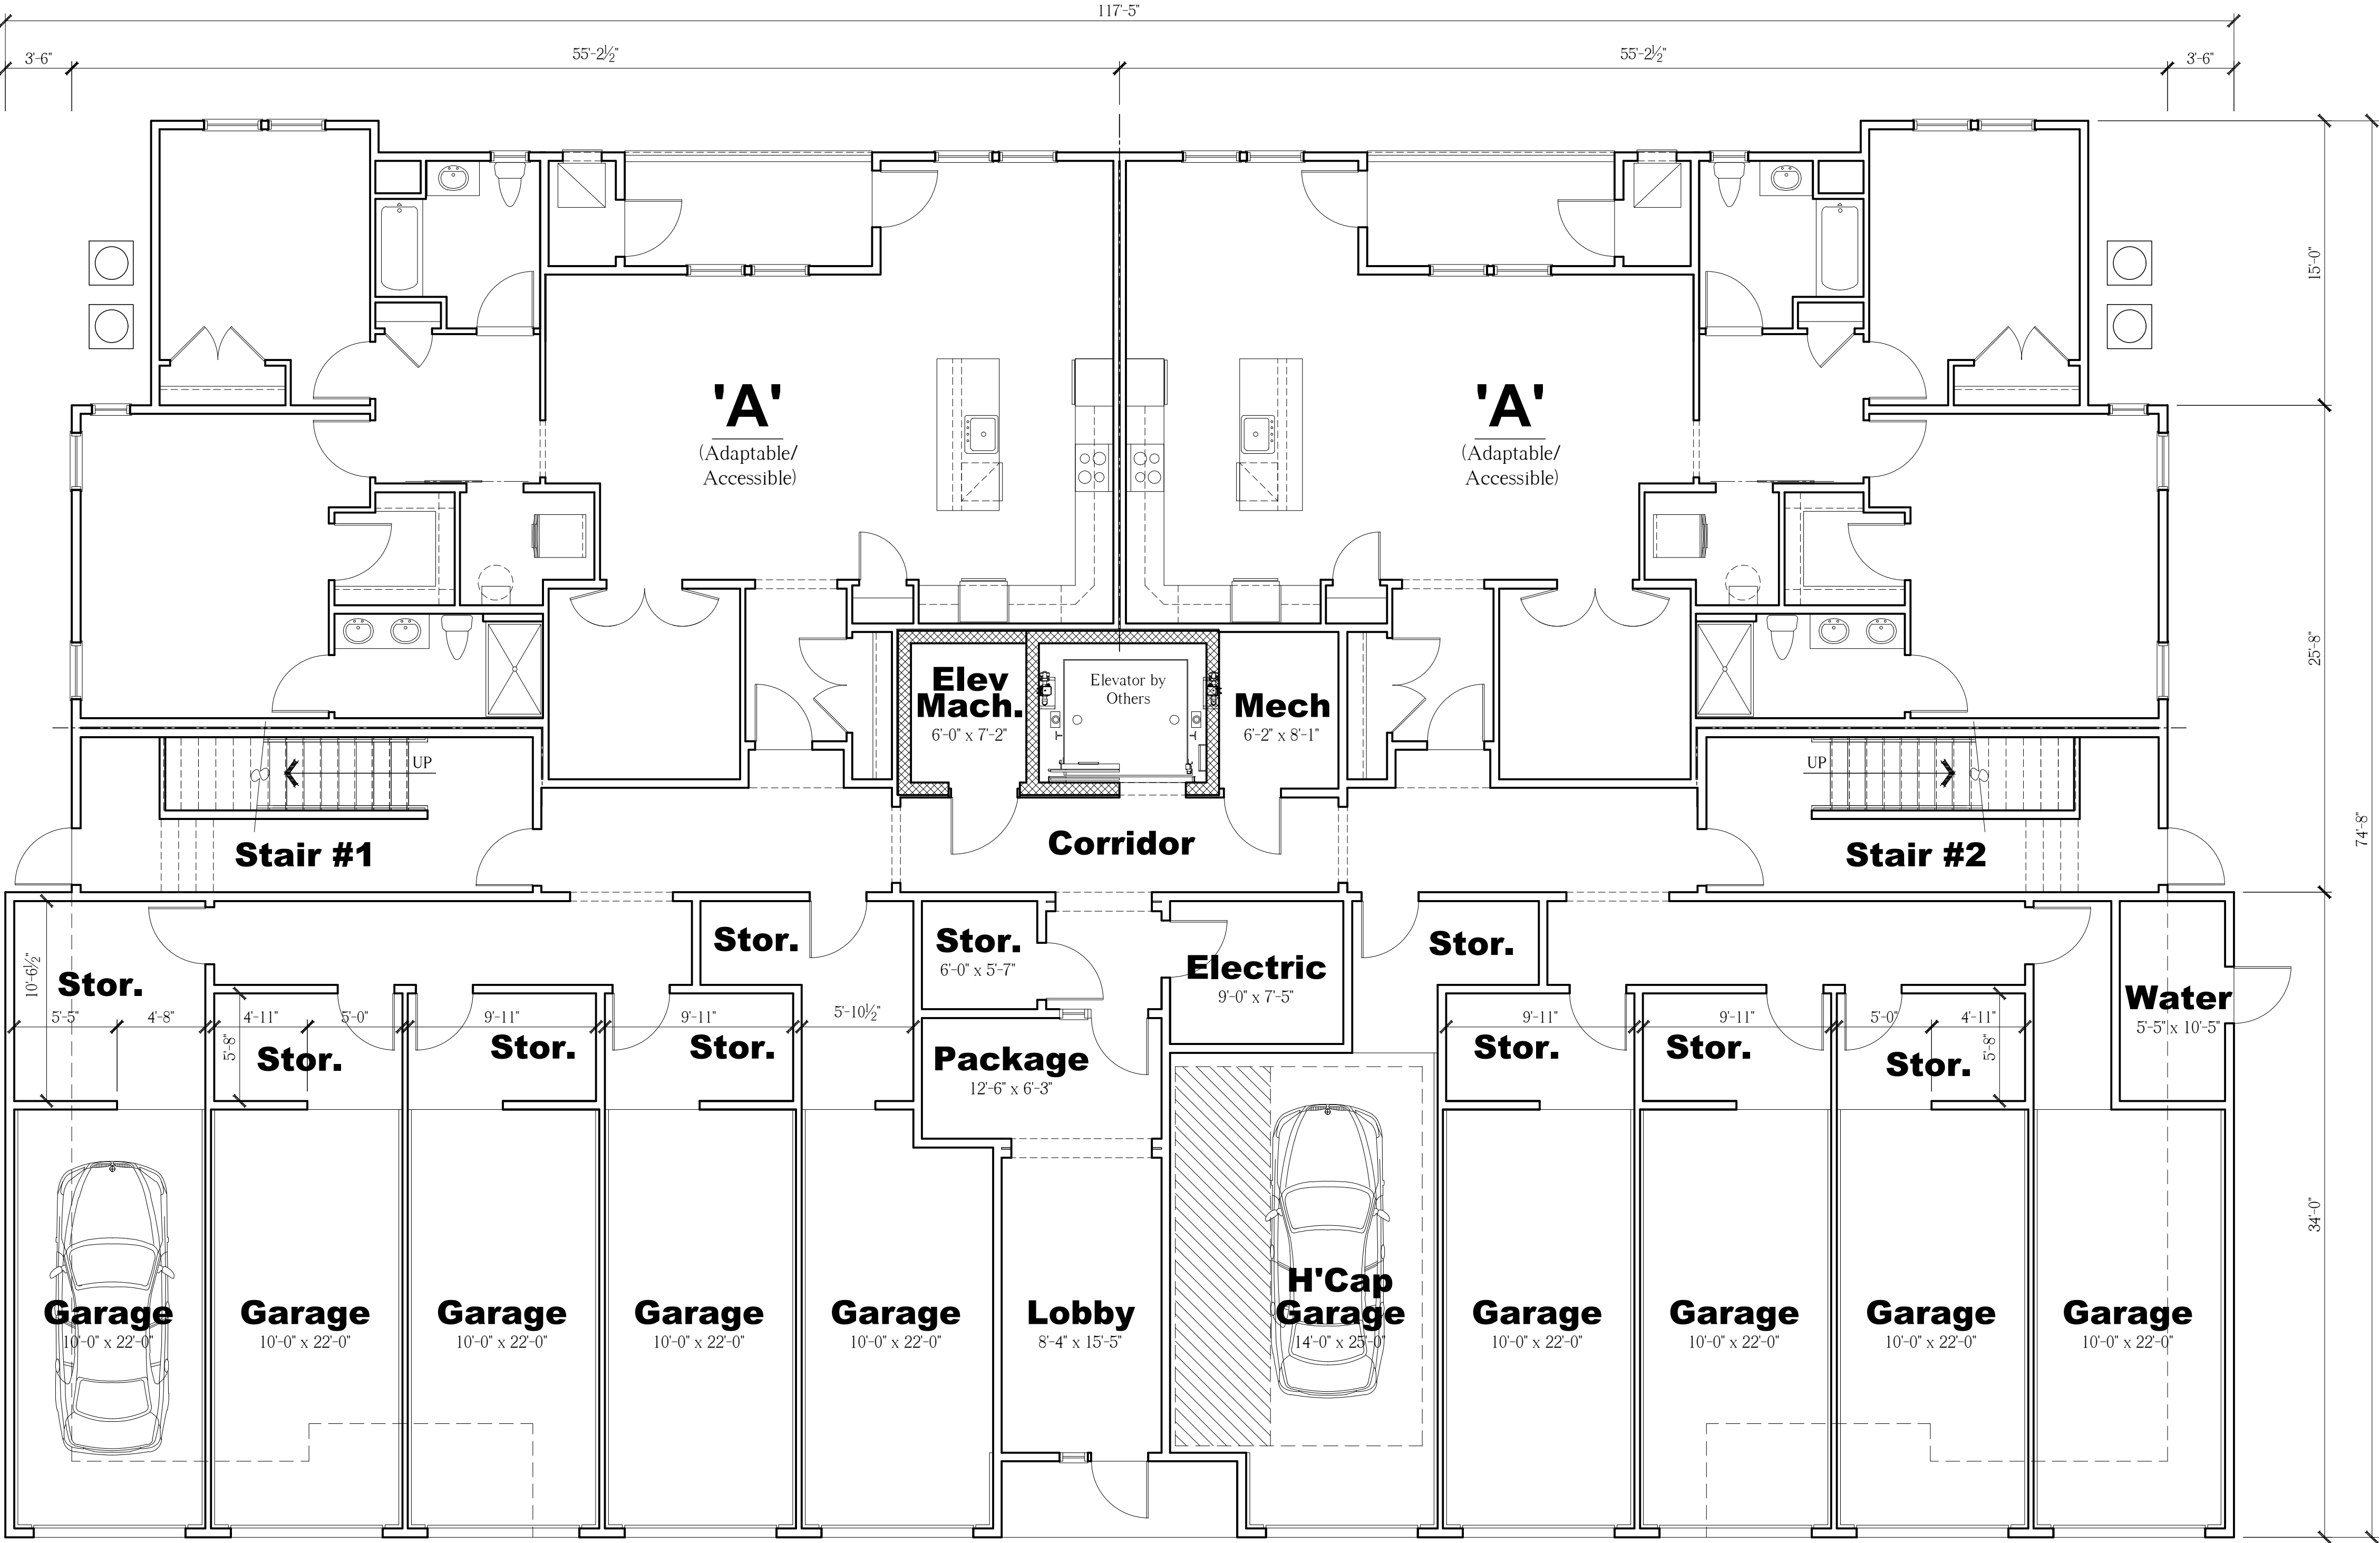 117'-5"
3'-6"
55'-2½"
55'-2½"
3'-6"
15'-0"
'A'
(Adaptable/
Accessible)
'A'
(Adaptable/
Accessible)
25'-8"
Elev
Mach.
6'-0" x 7'-2"
Elevator by
Others
Mech
6'-2" x 8'-1"
UP
UP
74'-8"
Stair #1
Corridor
Stair #2
Stor.
10'-6½"
5'-5"
4'-8"
4'-11"
5'-0"
5'-8"
Stor.
9'-11"
Stor.
9'-11"
Stor.
Stor.
5'-10½"
Stor.
6'-0" x 5'-7"
Package
12'-6" x 6'-3"
Electric
9'-0" x 7'-5"
Stor.
9'-11"
Stor.
9'-11"
Stor.
5'-0"
4'-11"
5'-8"
Stor.
Water
5'-5" x 10'-5"
34'-0"
Garage
10'-0" x 22'-0"
Garage
10'-0" x 22'-0"
Garage
10'-0" x 22'-0"
Garage
10'-0" x 22'-0"
Garage
10'-0" x 22'-0"
Lobby
8'-4" x 15'-5"
H'Cap
Garage
14'-0" x 25'-0"
Garage
10'-0" x 22'-0"
Garage
10'-0" x 22'-0"
Garage
10'-0" x 22'-0"
Garage
10'-0" x 22'-0"